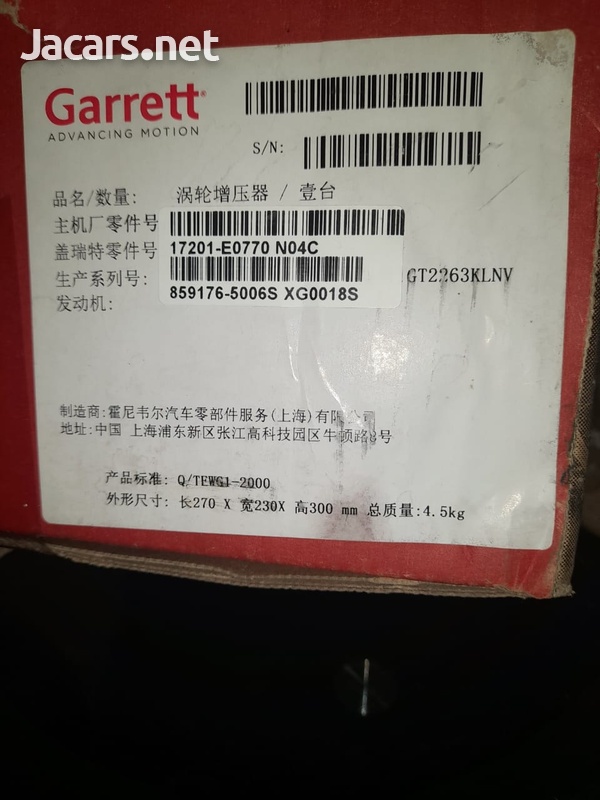 Jacars.net
Garrett
ADVANCING MOTION
S/N:
品名/数量: 涡轮增压器 / 壹台
主机厂零件号
盖瑞特零件号 17201-E0770 N04C
生产系列号: GT2263KLNV
859176-5006S XG0018S
发动机:
制造商:霍尼韦尔汽车零部件服务(上海)有限公司
地址:中国 上海浦东新区张江高科技园区牛顿路8号
产品标准: Q/TEWG1-2000
外形尺寸: 长270 X 宽230X 高300 mm 总质量:4.5kg